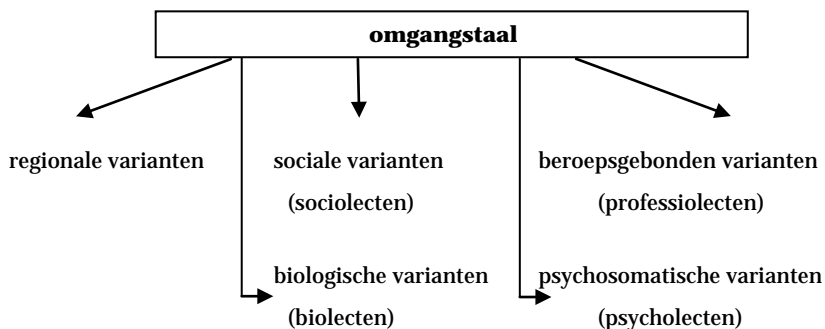 omgangstaal
regionale varianten
sociale varianten
(sociolecten)
beroepsgebonden varianten
(professiolecten)
biologische varianten
(biolecten)
psychosomatische varianten
(psycholecten)